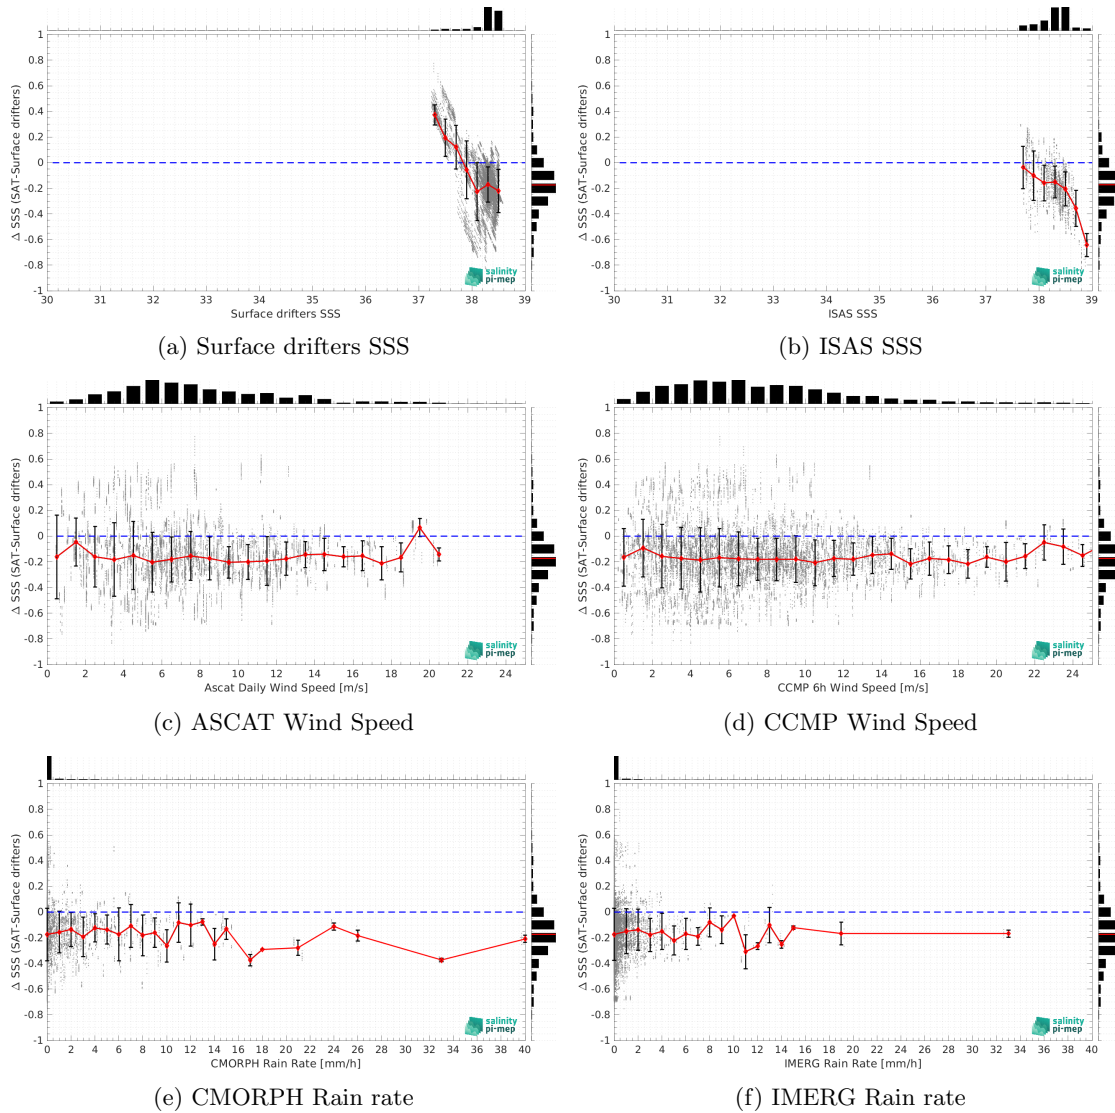 1
0.8
0.6
0.4
0.2
0
-0.2
-0.4
-0.6
-0.8
-1
Δ SSS (SAT-Surface drifters)
salinity
pi-mep
30 31 32 33 34 35 36 37 38 39
Surface drifters SSS
(a) Surface drifters SSS
1
0.8
0.6
0.4
0.2
0
-0.2
-0.4
-0.6
-0.8
-1
Δ SSS (SAT-Surface drifters)
salinity
pi-mep
30 31 32 33 34 35 36 37 38 39
ISAS SSS
(b) ISAS SSS
1
0.8
0.6
0.4
0.2
0
-0.2
-0.4
-0.6
-0.8
-1
Δ SSS (SAT-Surface drifters)
salinity
pi-mep
0 2 4 6 8 10 12 14 16 18 20 22 24
Ascat Daily Wind Speed [m/s]
(c) ASCAT Wind Speed
1
0.8
0.6
0.4
0.2
0
-0.2
-0.4
-0.6
-0.8
-1
Δ SSS (SAT-Surface drifters)
salinity
pi-mep
0 2 4 6 8 10 12 14 16 18 20 22 24
CCMP 6h Wind Speed [m/s]
(d) CCMP Wind Speed
1
0.8
0.6
0.4
0.2
0
-0.2
-0.4
-0.6
-0.8
-1
Δ SSS (SAT-Surface drifters)
salinity
pi-mep
0 2 4 6 8 10 12 14 16 18 20 22 24 26 28 30 32 34 36 38 40
CMORPH Rain Rate [mm/h]
(e) CMORPH Rain rate
1
0.8
0.6
0.4
0.2
0
-0.2
-0.4
-0.6
-0.8
-1
Δ SSS (SAT-Surface drifters)
salinity
pi-mep
0 2 4 6 8 10 12 14 16 18 20 22 24 26 28 30 32 34 36 38 40
IMERG Rain Rate [mm/h]
(f) IMERG Rain rate